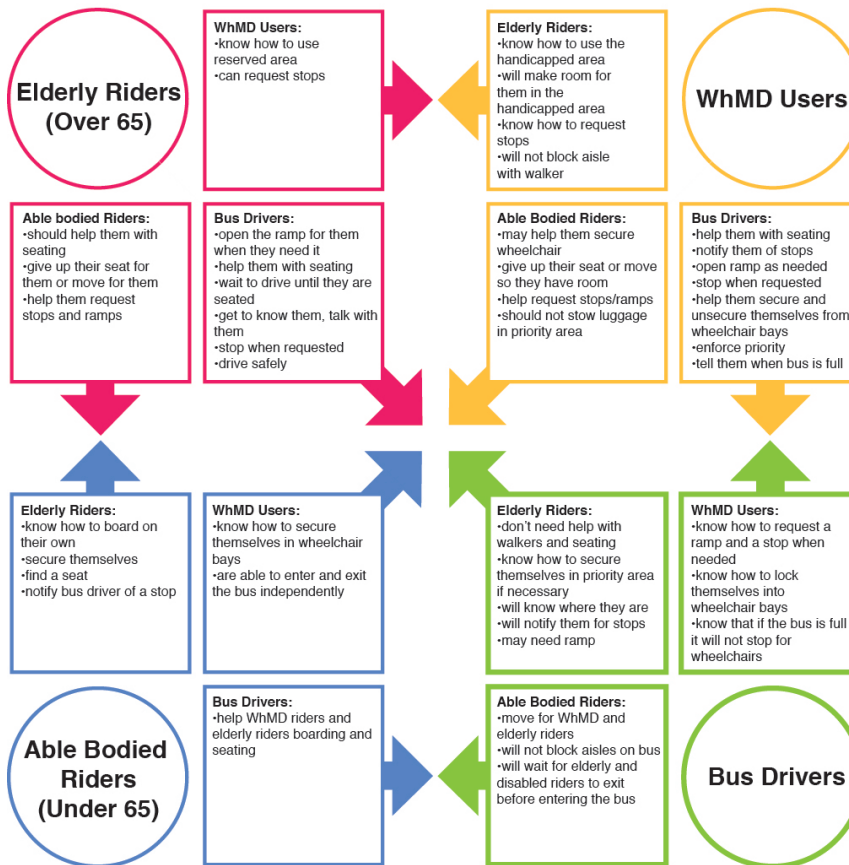 Elderly Riders
(Over 65)
WhMD Users:
•know how to use
reserved area
•can request stops
Elderly Riders:
•know how to use the
handicapped area
•will make room for
them in the
handicapped area
•know how to request
stops
•will not block aisle
with walker
WhMD Users
Able bodied Riders:
•should help them with
seating
•give up their seat for
them or move for them
•help them request
stops and ramps
Bus Drivers:
•open the ramp for them
when they need it
•help them with seating
•wait to drive until they are
seated
•get to know them, talk with
them
•stop when requested
•drive safely
Able Bodied Riders:
•may help them secure
wheelchair
•give up their seat or move
so they have room
•help request stops/ramps
•should not stow luggage
in priority area
Bus Drivers:
•help them with seating
•notify them of stops
•open ramp as needed
•stop when requested
•help them secure and
unsecure themselves from
wheelchair bays
•enforce priority
•tell them when bus is full
Elderly Riders:
•know how to board on
their own
•secure themselves
•find a seat
•notify bus driver of a stop
WhMD Users:
•know how to secure
themselves in wheelchair
bays
•are able to enter and exit
the bus independently
Elderly Riders:
•don't need help with
walkers and seating
•know how to secure
themselves in priority area
if necessary
•will know where they are
•will notify them for stops
•may need ramp
WhMD Users:
•know how to request a
ramp and a stop when
needed
•know how to lock
themselves into
wheelchair bays
•know that if the bus is full
it will not stop for
wheelchairs
Able Bodied
Riders
(Under 65)
Bus Drivers:
•help WhMD riders and
elderly riders boarding and
seating
Able Bodied Riders:
•move for WhMD and
elderly riders
•will not block aisles on bus
•will wait for elderly and
disabled riders to exit
before entering the bus
Bus Drivers